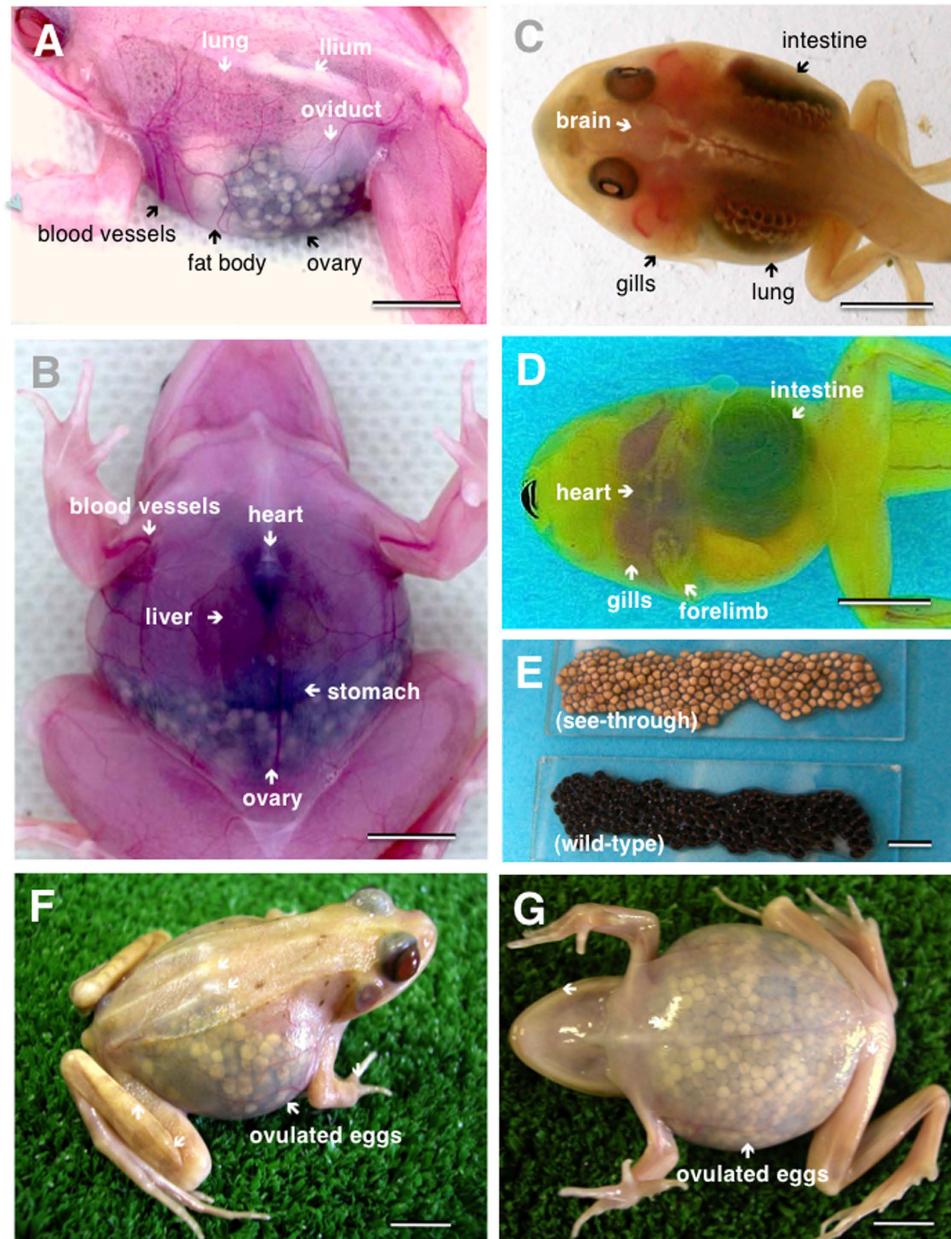 A
lung
Ilium
oviduct
blood vessels
fat body
ovary
B
blood vessels
heart
liver
stomach
ovary
C
intestine
brain
gills
lung
D
intestine
heart
gills
forelimb
E
(see-through)
(wild-type)
F
ovulated eggs
G
ovulated eggs